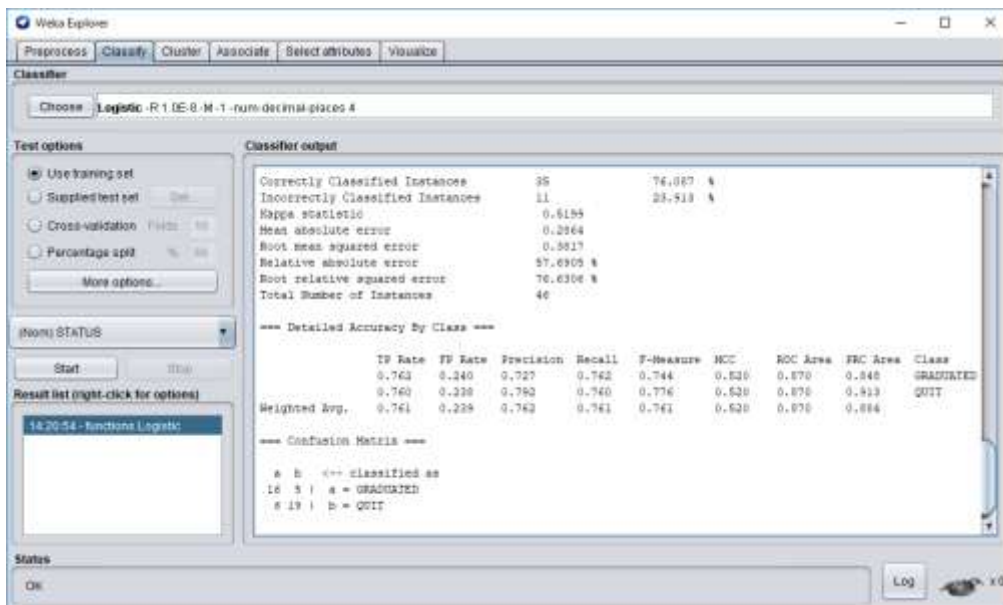 Weka Explorer
Preprocess Classify Cluster Associate Select attributes Visualize
Classifier
Choose Logistic -R 1.0E-8 -M -1 -num-decimal-places 4
Test options
Use training set
Supplied test set Set...
Cross-validation Folds 10
Percentage split %
More options...
(Nom) STATUS
Start Stop
Result list (right-click for options)
14:20:54 - functions.Logistic
Classifier output
Correctly Classified Instances 35 76.087 %
Incorrectly Classified Instances 11 23.913 %
Kappa statistic 0.5199
Mean absolute error 0.2864
Root mean squared error 0.3817
Relative absolute error 57.6905 %
Root relative squared error 76.6306 %
Total Number of Instances 46
=== Detailed Accuracy By Class ===
TP Rate FP Rate Precision Recall F-Measure MCC ROC Area PRC Area Class
0.762 0.240 0.727 0.762 0.744 0.520 0.870 0.848 GRADUATED
0.760 0.238 0.792 0.760 0.776 0.520 0.870 0.913 QUIT
Weighted Avg. 0.761 0.239 0.762 0.761 0.761 0.520 0.870 0.884
=== Confusion Matrix ===
a b <-- classified as
16 5 | a = GRADUATED
6 19 | b = QUIT
Status
OK
Log x 0